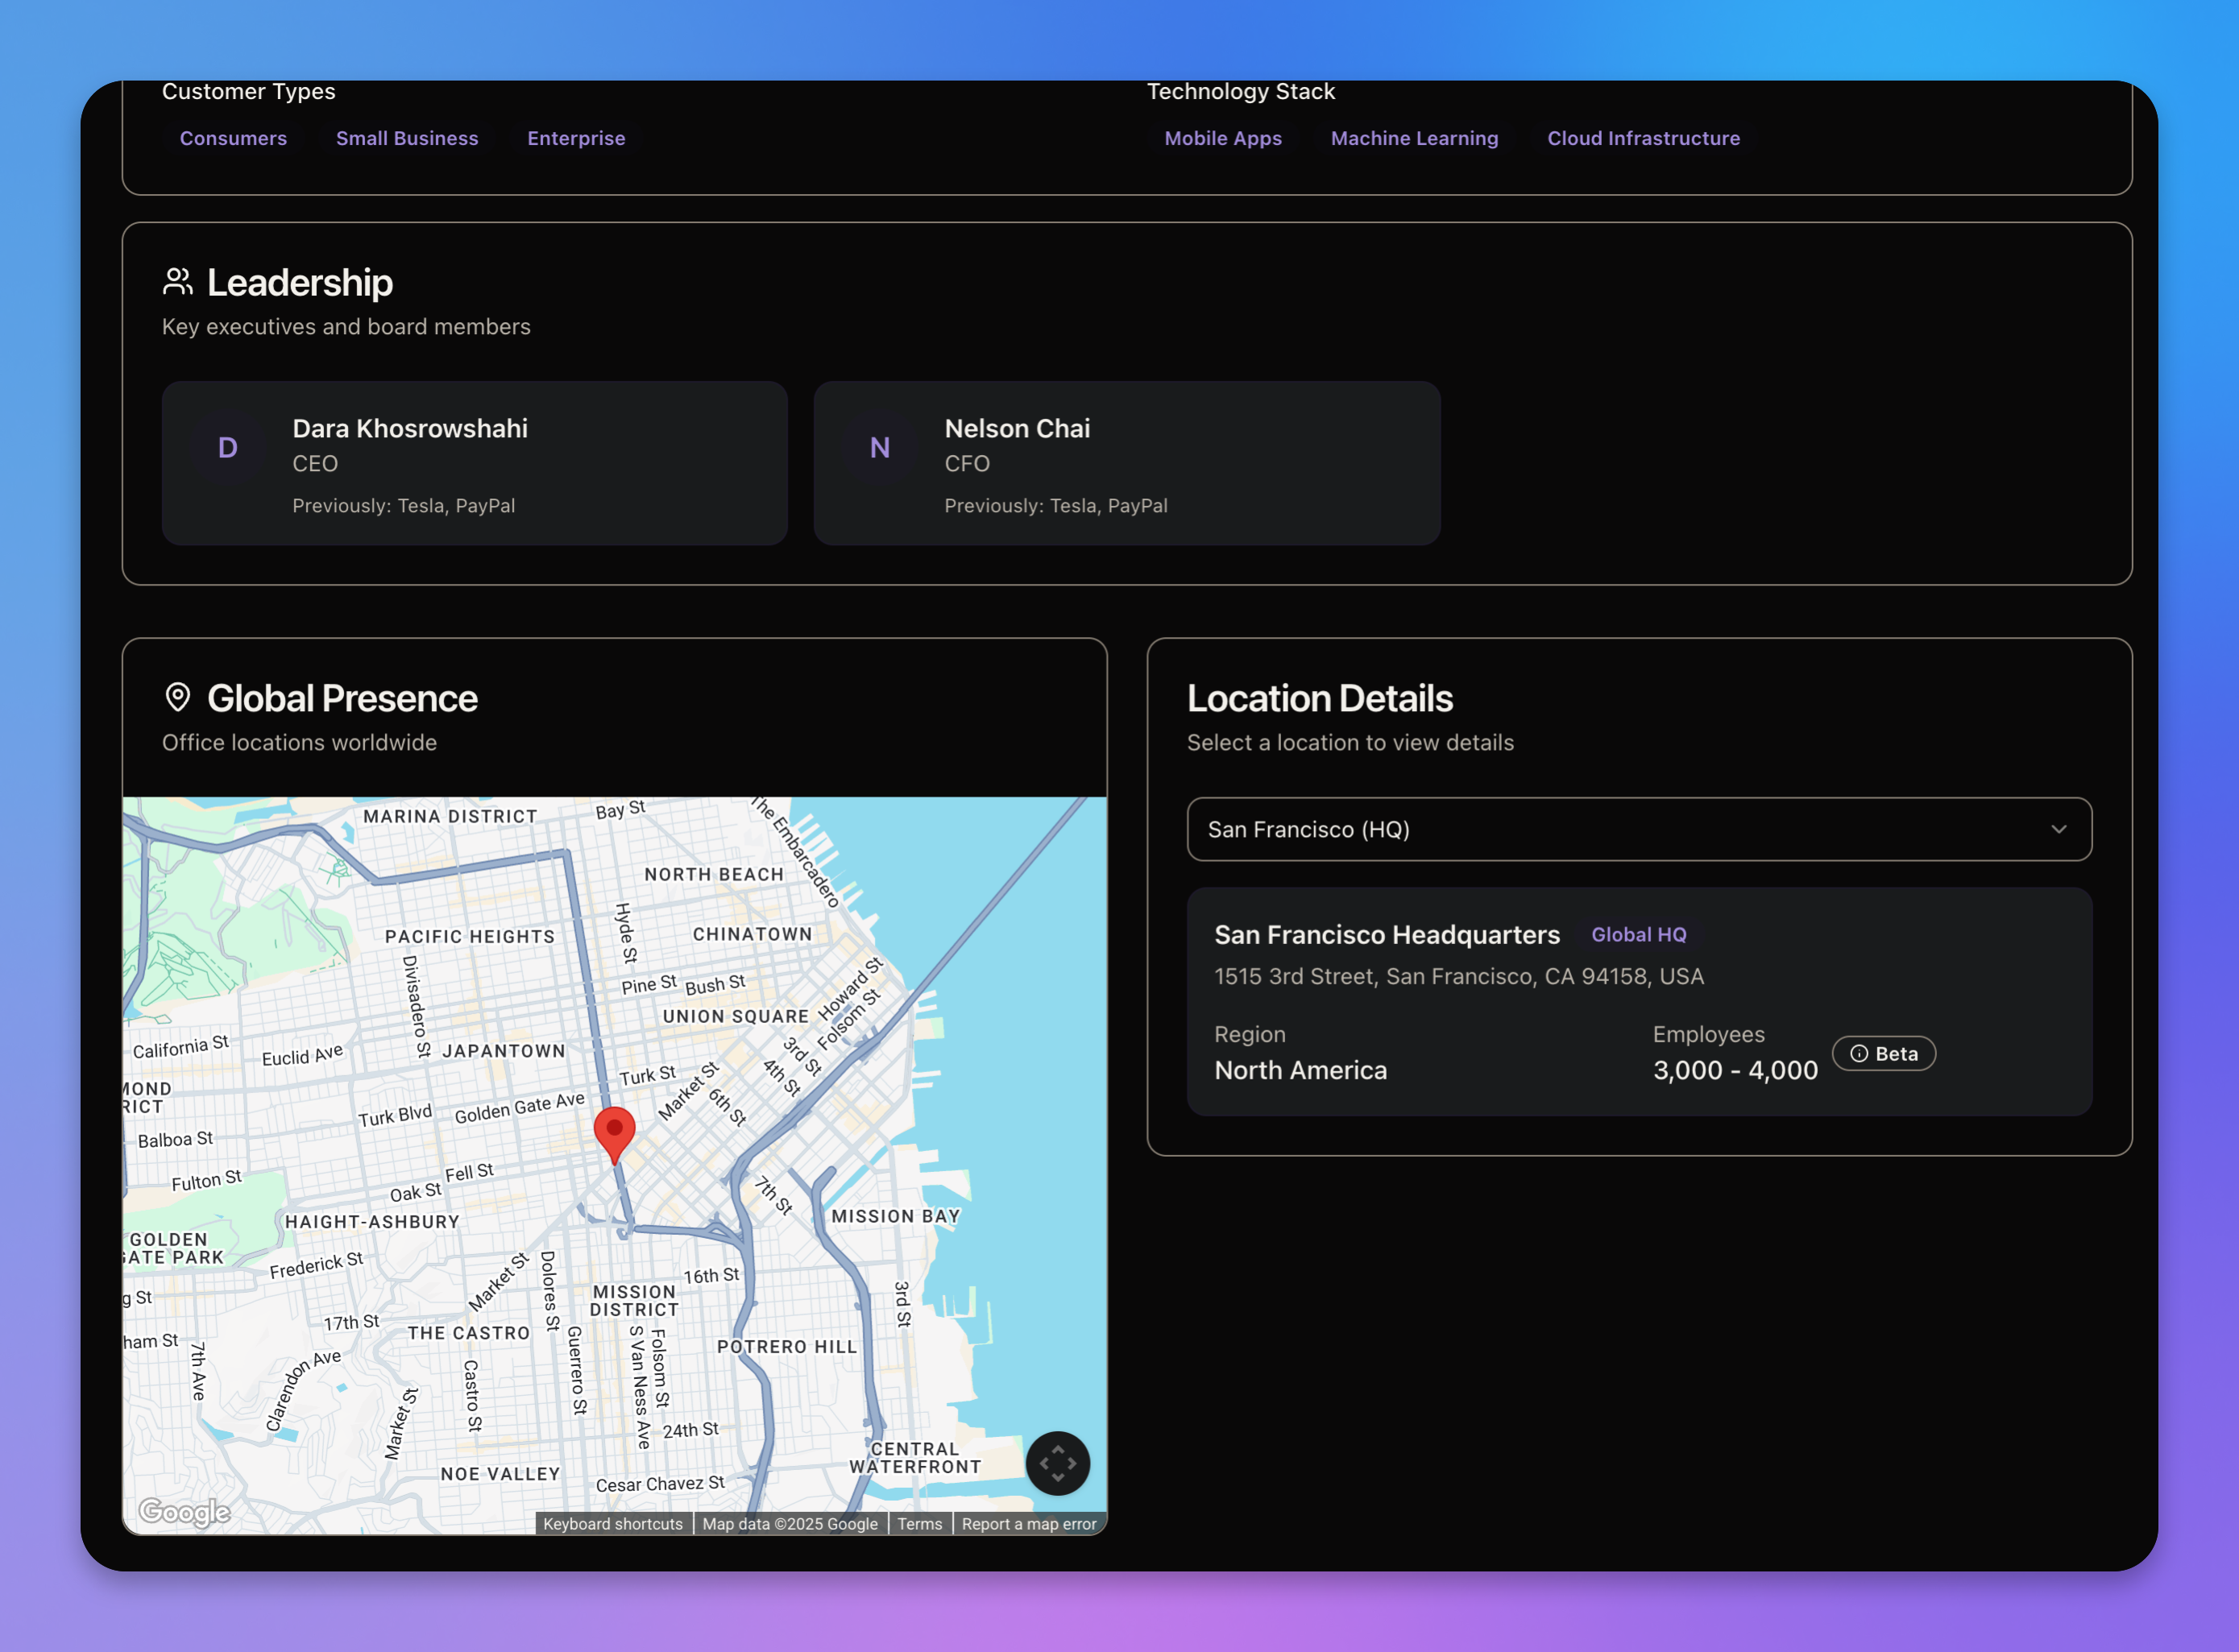 Customer Types
Consumers Small Business Enterprise
Technology Stack
Mobile Apps Machine Learning Cloud Infrastructure
Leadership
Key executives and board members
D
Dara Khosrowshahi
CEO
Previously: Tesla, PayPal
N
Nelson Chai
CFO
Previously: Tesla, PayPal
Global Presence
Office locations worldwide
MARINA DISTRICT
Bay St
The Embarcadero
NORTH BEACH
Hyde St
CHINATOWN
PACIFIC HEIGHTS
Divisadero St
Pine St
Bush St
Howard St
Folsom St
UNION SQUARE
California St
Euclid Ave
JAPANTOWN
3rd St
4th St
Turk St
Market St
6th St
MOND
RICT
Turk Blvd
Golden Gate Ave
Balboa St
Fulton St
Fell St
Oak St
7th St
HAIGHT-ASHBURY
MISSION BAY
GOLDEN
GATE PARK
Frederick St
Market St
Dolores St
16th St
MISSION
DISTRICT
3rd St
g St
17th St
THE CASTRO
ham St
7th Ave
Clarendon Ave
Guerrero St
S Van Ness Ave
Folsom St
POTRERO HILL
Castro St
Market St
24th St
NOE VALLEY
Cesar Chavez St
CENTRAL
WATERFRONT
Google
Keyboard shortcuts
Map data ©2025 Google
Terms
Report a map error
Location Details
Select a location to view details
San Francisco (HQ)
San Francisco Headquarters Global HQ
1515 3rd Street, San Francisco, CA 94158, USA
Region
North America
Employees
3,000 - 4,000
Beta